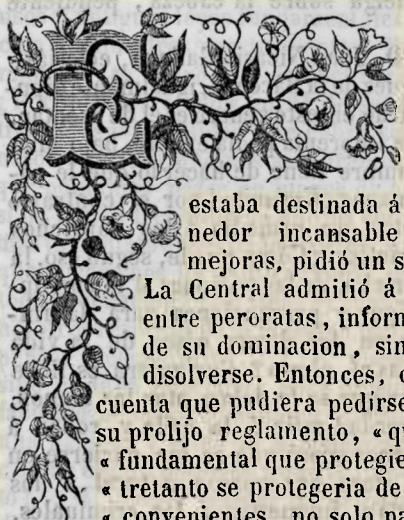 E
estaba destinada á
nedor incansable
mejoras, pidió un s
La Central admitió á
entre peroratas, inform
de su dominacion, sin
disolverse. Entonces,
cuenta que pudiera pedirse
su prolijo reglamento, « qu
« fundamental que protegie
« tretanto se protegeria de
« convenientes, no solo pa